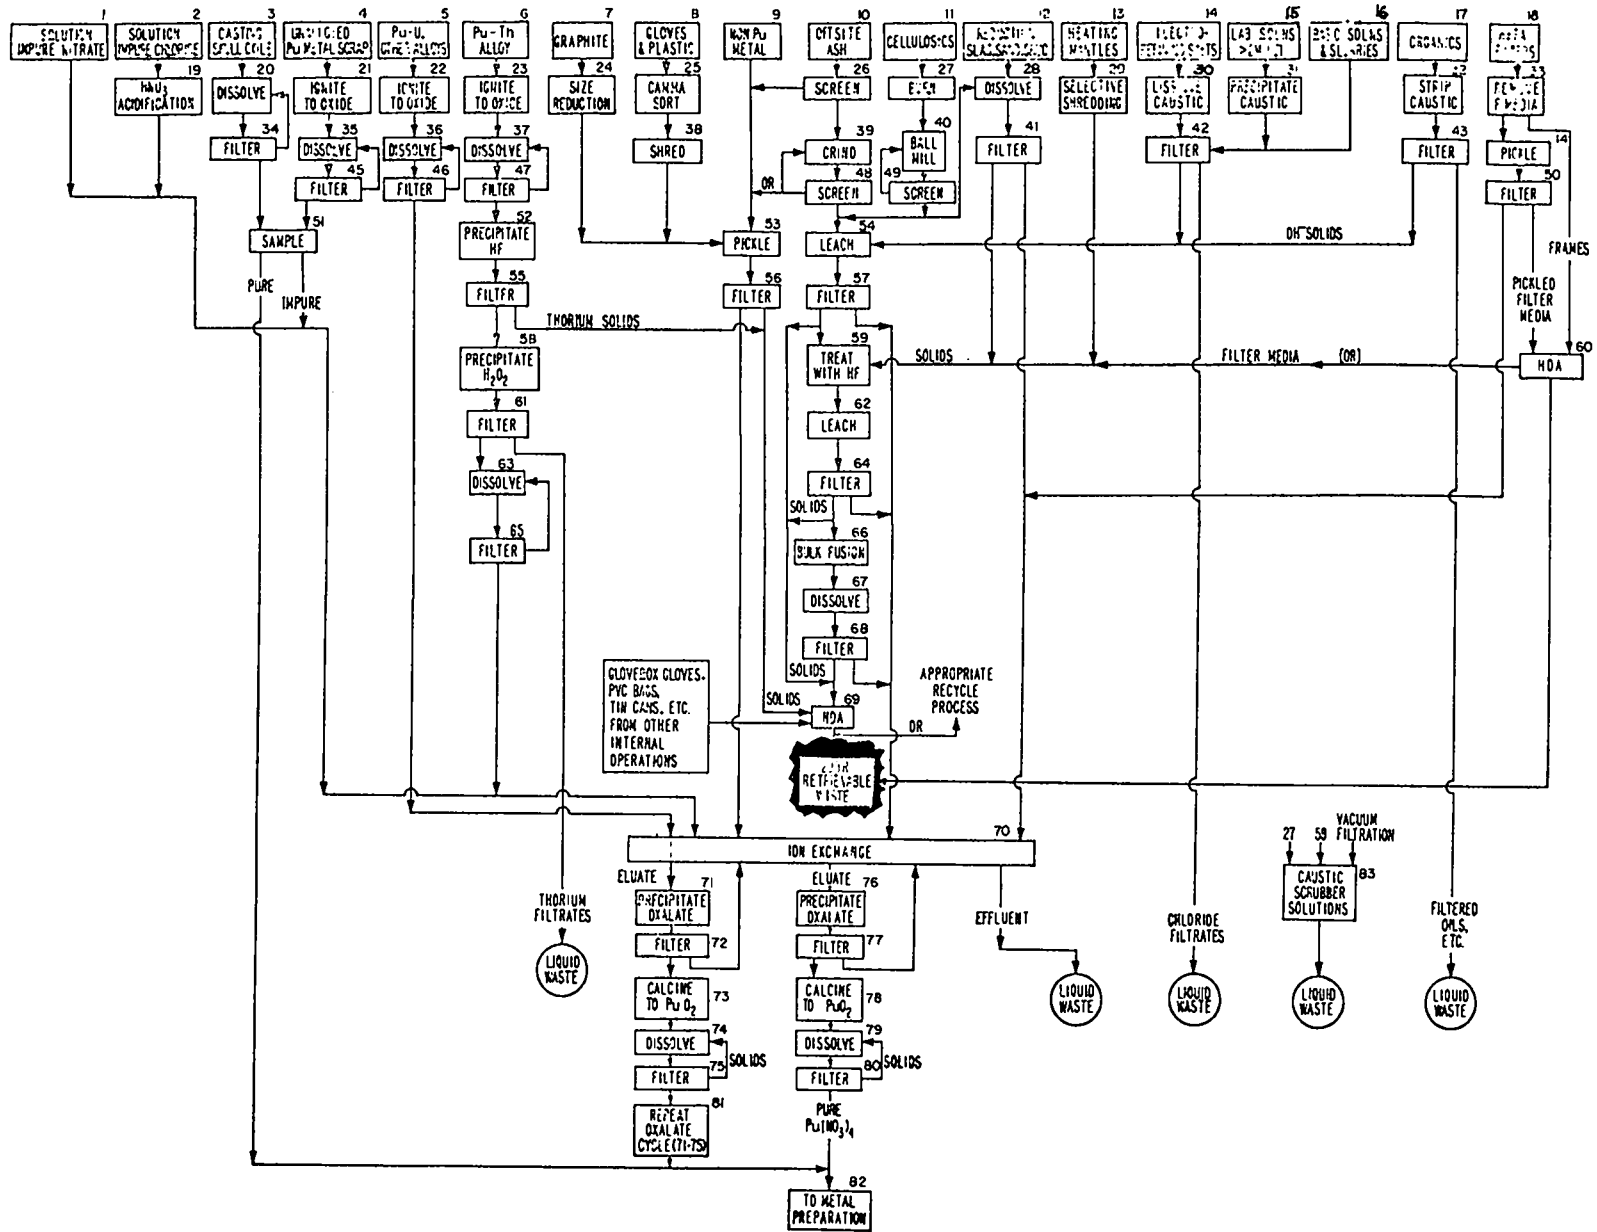 1
SOLUTION
IMPURE NITRATE
2
SOLUTION
IMPURE CHLORIDE
3
CASTING
SKULL
4
Pu METAL SCRAP
5
Pu-U,
OTHER ALLOYS
6
Pu-Th
ALLOY
7
GRAPHITE
8
GLOVES
& PLASTIC
9
NON Pu
METAL
10
OFFSITE
ASH
11
CELLULOSICS
12
13
HEATING
MANTLES
14
15
LAB SOLNS
16
BASIC SOLNS
& SLURRIES
17
ORGANICS
18
19
HNO3
ACIDIFICATION
20
DISSOLVE
21
IGNITE
TO OXIDE
22
IGNITE
TO OXIDE
23
IGNITE
TO OXIDE
24
SIZE
REDUCTION
25
GAMMA
SORT
26
SCREEN
27
28
DISSOLVE
29
SELECTIVE
SHREDDING
30
CAUSTIC
31
PRECIPITATE
CAUSTIC
32
STRIP
CAUSTIC
33
REMOVE
MEDIA
34
FILTER
35
DISSOLVE
36
DISSOLVE
37
DISSOLVE
38
SHRED
39
GRIND
40
BALL
MILL
41
FILTER
42
FILTER
43
FILTER
14
PICKLE
45
FILTER
46
FILTER
47
FILTER
OR
48
SCREEN
49
SCREEN
50
FILTER
51
SAMPLE
52
PRECIPITATE
HF
53
PICKLE
54
LEACH
OH-SOLIDS
FRAMES
PURE
IMPURE
55
FILTER
56
FILTER
57
FILTER
PICKLED
FILTER
MEDIA
THORIUM SOLIDS
58
PRECIPITATE
H2O2
59
TREAT
WITH HF
SOLIDS
FILTER MEDIA
(OR)
60
MDA
61
FILTER
62
LEACH
63
DISSOLVE
64
FILTER
SOLIDS
65
FILTER
66
BULK FUSION
67
DISSOLVE
68
FILTER
GLOVEBOX GLOVES,
PVC BAGS,
TIN CANS, ETC.
FROM OTHER
INTERNAL
OPERATIONS
SOLIDS
SOLIDS
69
MDA
APPROPRIATE
RECYCLE
PROCESS
OR
RETRIEVABLE
WASTE
70
ION EXCHANGE
27
59
VACUUM
FILTRATION
ELUATE
71
PRECIPITATE
OXALATE
ELUATE
76
PRECIPITATE
OXALATE
83
CAUSTIC
SCRUBBER
SOLUTIONS
THORIUM
FILTRATES
EFFLUENT
CHLORIDE
FILTRATES
FILTERED
OILS,
ETC.
FILTER
72
FILTER
77
LIQUID
WASTE
CALCINE
TO PuO2
73
CALCINE
TO PuO2
78
LIQUID
WASTE
LIQUID
WASTE
LIQUID
WASTE
LIQUID
WASTE
74
DISSOLVE
79
DISSOLVE
SOLIDS
SOLIDS
75
FILTER
80
FILTER
81
REPEAT
OXALATE
CYCLE (71-75)
PURE
Pu(NO3)4
82
TO METAL
PREPARATION